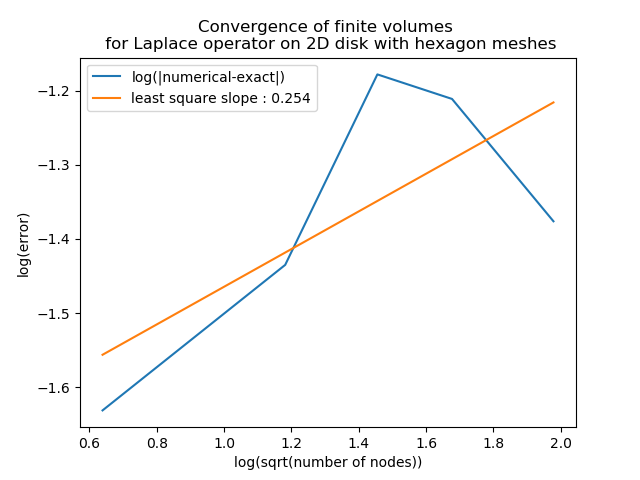 Convergence of finite volumes
for Laplace operator on 2D disk with hexagon meshes
log(|numerical-exact|)
least square slope : 0.254
log(error)
−1.2
−1.3
−1.4
−1.5
−1.6
0.6 0.8 1.0 1.2 1.4 1.6 1.8 2.0
log(sqrt(number of nodes))